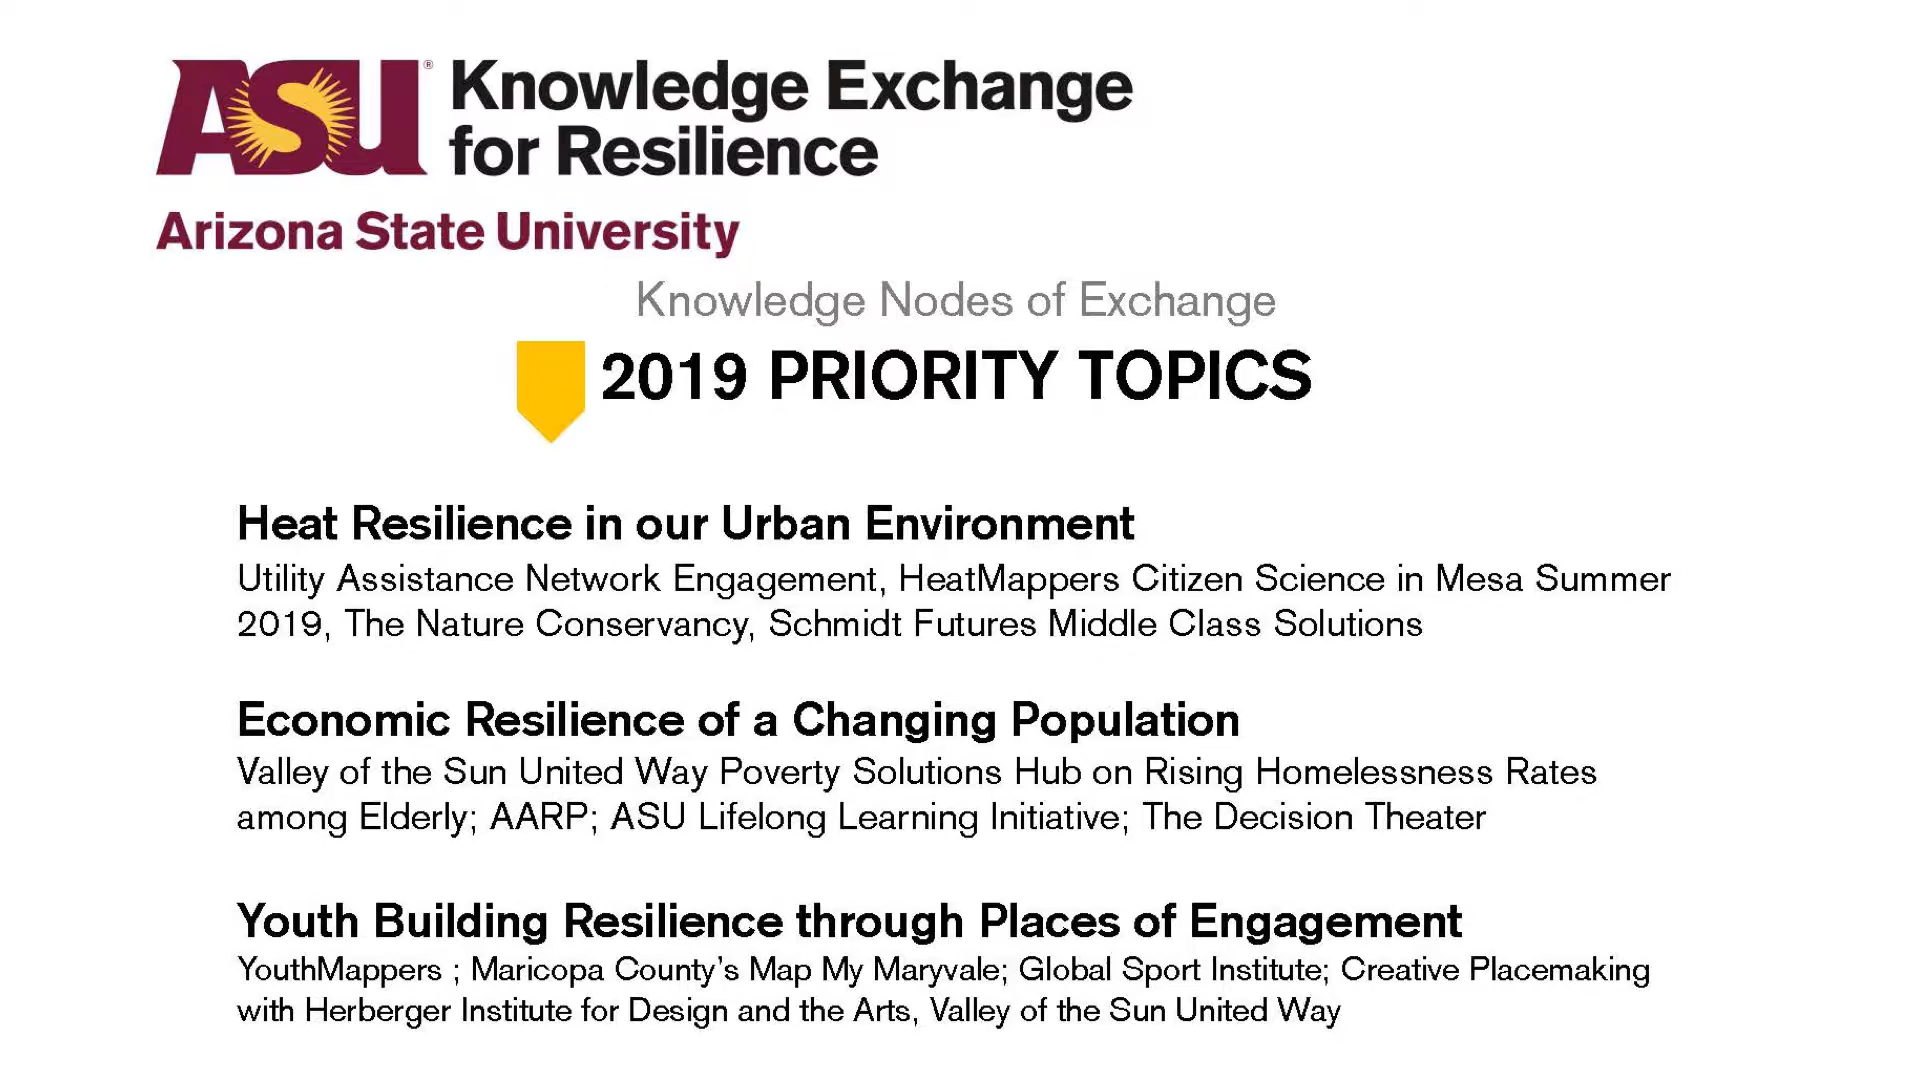 ASU® Knowledge Exchange
for Resilience
Arizona State University
Knowledge Nodes of Exchange
2019 PRIORITY TOPICS
Heat Resilience in our Urban Environment
Utility Assistance Network Engagement, HeatMappers Citizen Science in Mesa Summer
2019, The Nature Conservancy, Schmidt Futures Middle Class Solutions
Economic Resilience of a Changing Population
Valley of the Sun United Way Poverty Solutions Hub on Rising Homelessness Rates
among Elderly; AARP; ASU Lifelong Learning Initiative; The Decision Theater
Youth Building Resilience through Places of Engagement
YouthMappers ; Maricopa County’s Map My Maryvale; Global Sport Institute; Creative Placemaking
with Herberger Institute for Design and the Arts, Valley of the Sun United Way